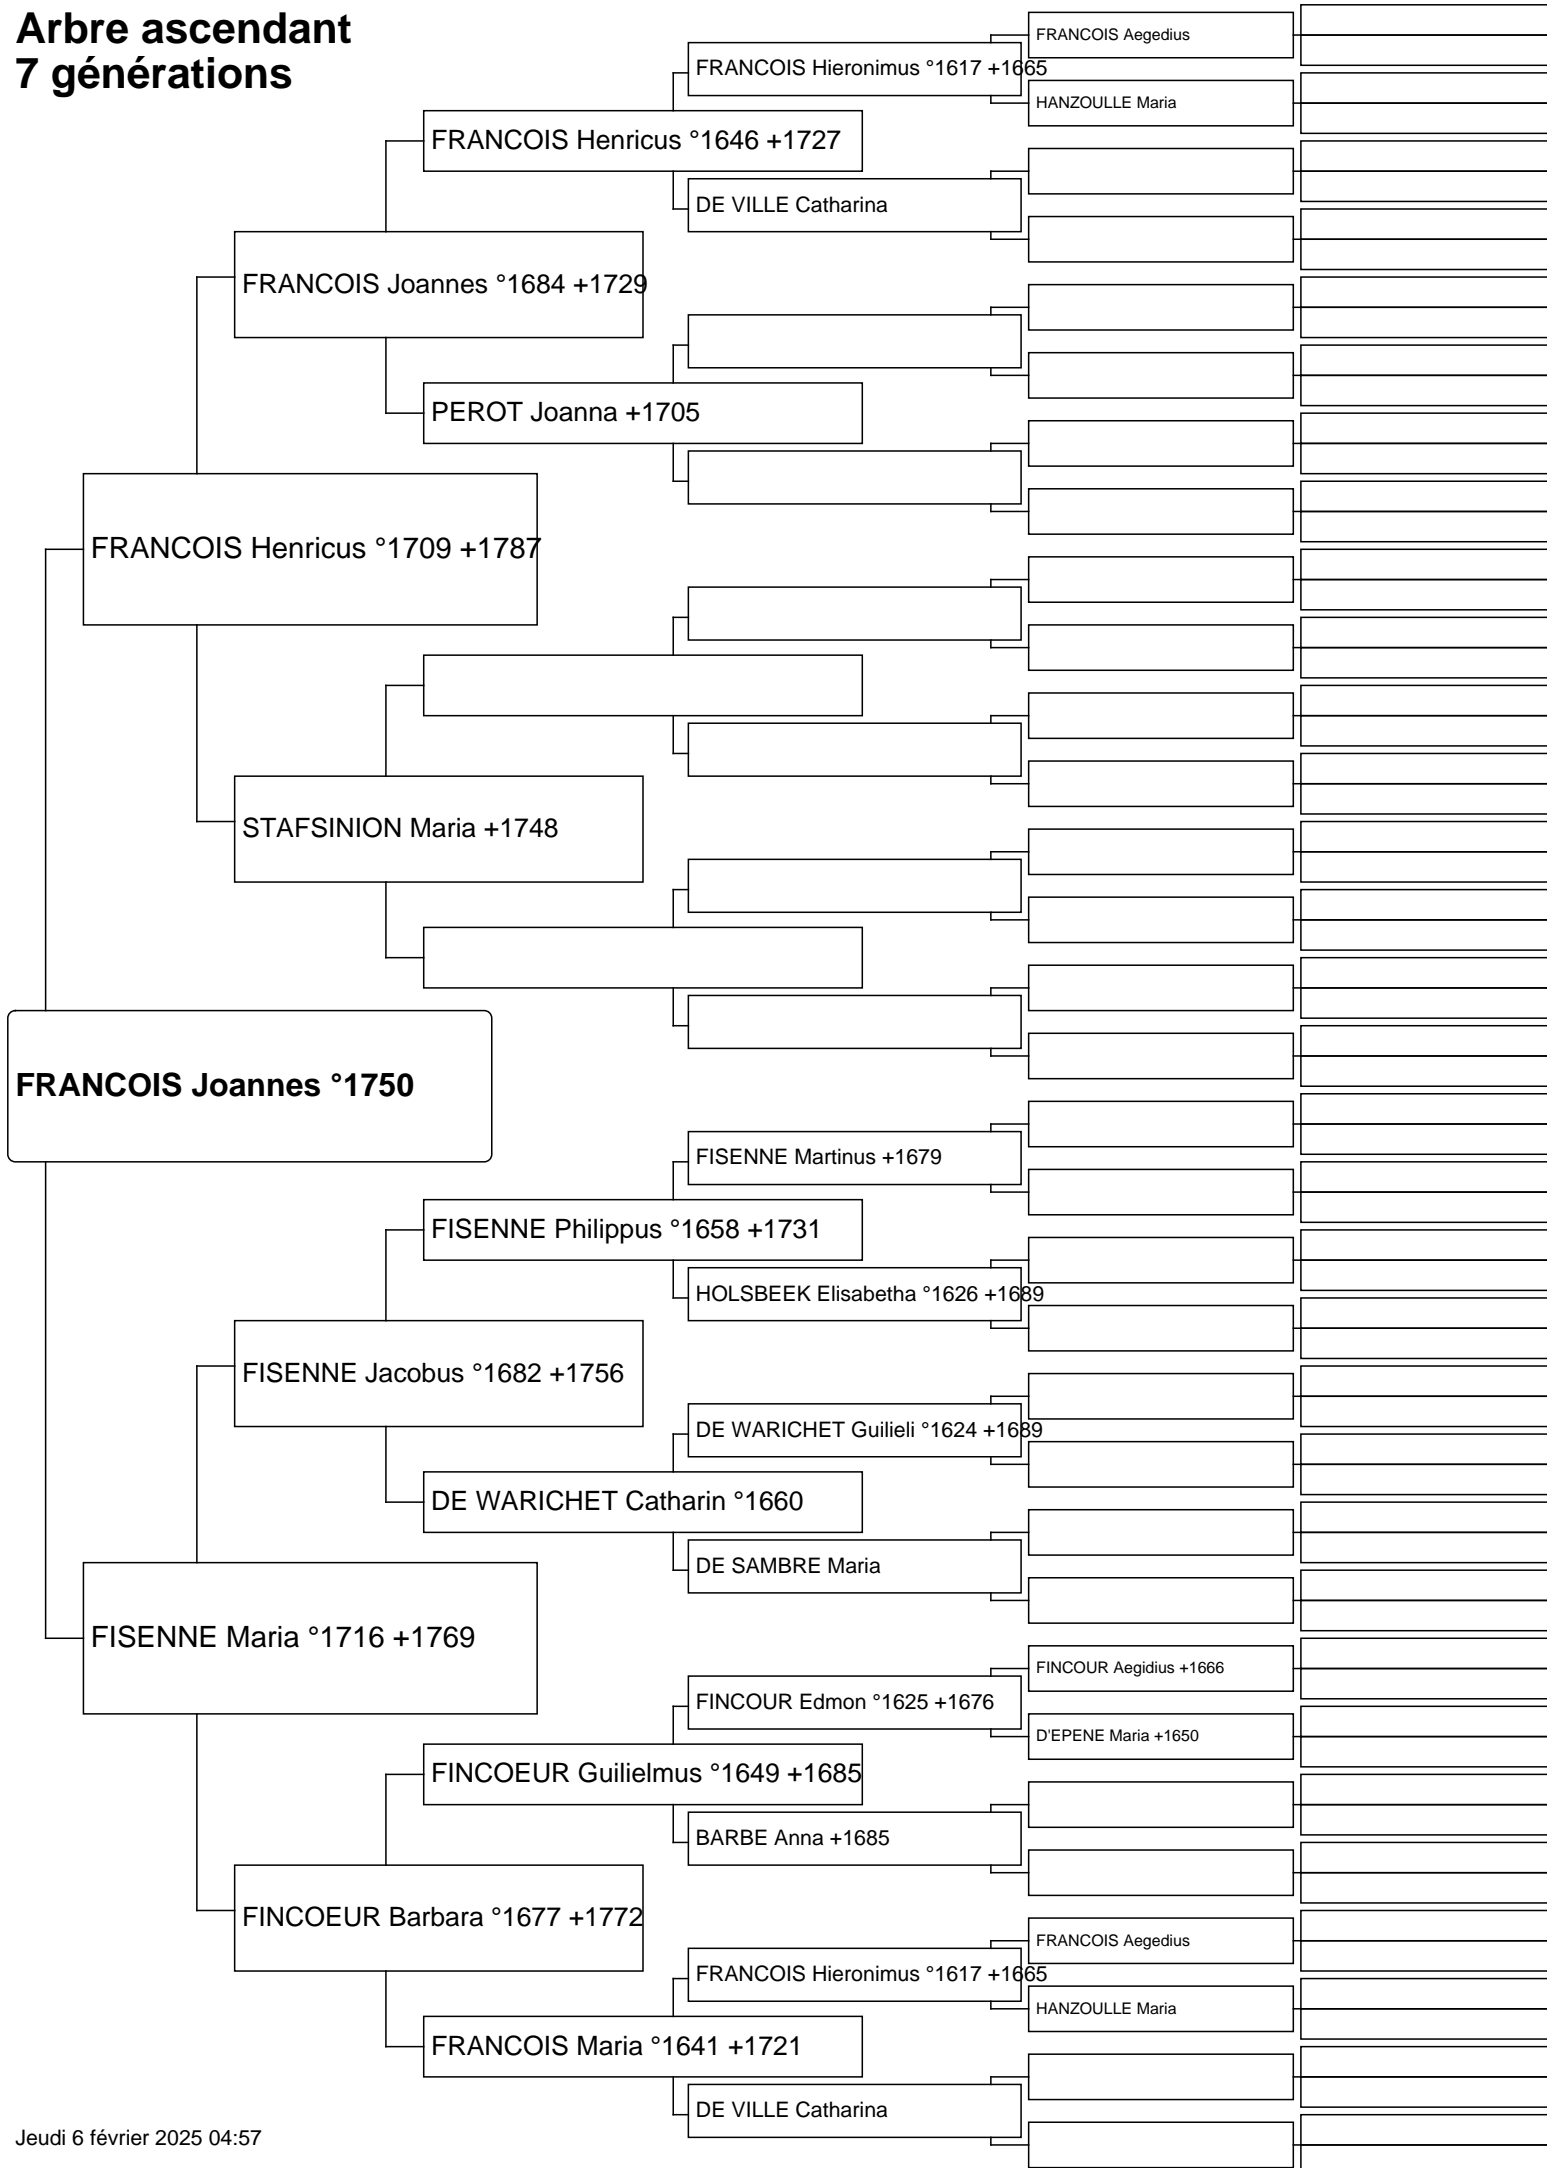 Arbre ascendant
7 générations
FRANCOIS Aegedius
FRANCOIS Hieronimus °1617 +1665
HANZOULLE Maria
FRANCOIS Henricus °1646 +1727
DE VILLE Catharina
FRANCOIS Joannes °1684 +1729
PEROT Joanna +1705
FRANCOIS Henricus °1709 +1787
STAFSINION Maria +1748
FRANCOIS Joannes °1750
FISENNE Martinus +1679
FISENNE Philippus °1658 +1731
HOLSBEEK Elisabetha °1626 +1689
FISENNE Jacobus °1682 +1756
DE WARICHET Guilieli °1624 +1689
DE WARICHET Catharin °1660
DE SAMBRE Maria
FISENNE Maria °1716 +1769
FINCOUR Aegidius +1666
FINCOUR Edmon °1625 +1676
D'EPENE Maria +1650
FINCOEUR Guilielmus °1649 +1685
BARBE Anna +1685
FINCOEUR Barbara °1677 +1772
FRANCOIS Aegedius
FRANCOIS Hieronimus °1617 +1665
HANZOULLE Maria
FRANCOIS Maria °1641 +1721
DE VILLE Catharina
Jeudi 6 février 2025 04:57